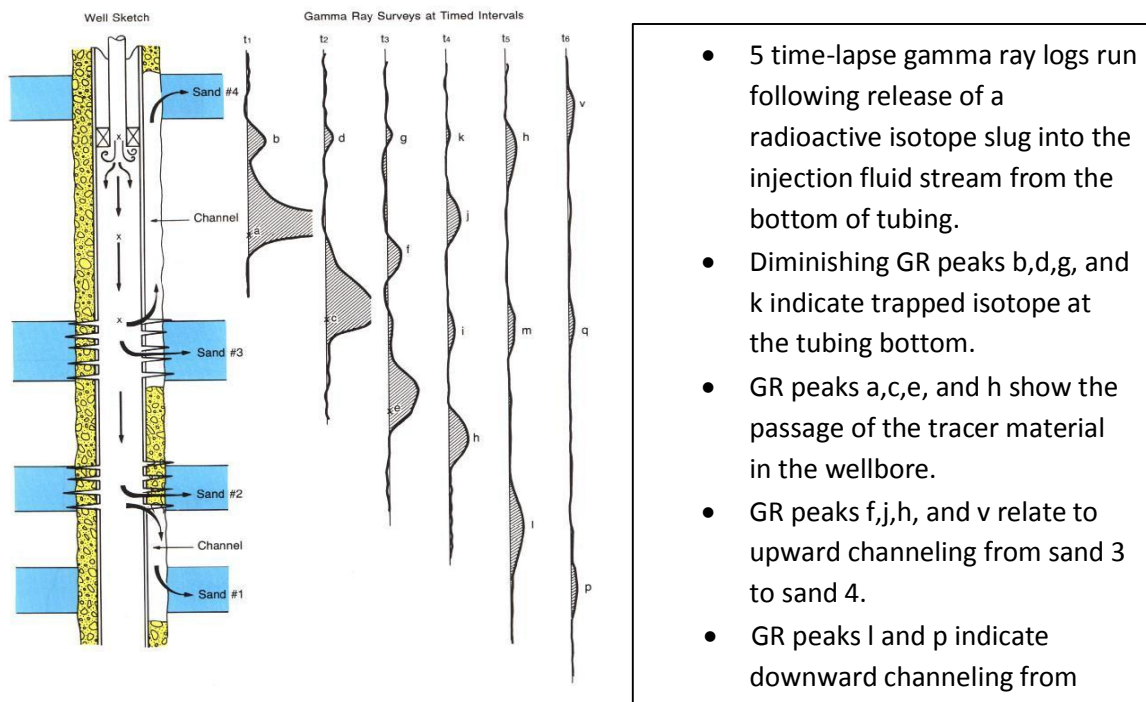 Well Sketch
Gamma Ray Surveys at Timed Intervals
t1
t2
t3
t4
t5
t6
Sand #4
x
b
d
g
k
h
v
Channel
x
a
j
f
x
Sand #3
c
i
m
q
e
h
Sand #2
l
Channel
Sand #1
p
• 5 time-lapse gamma ray logs run
following release of a
radioactive isotope slug into the
injection fluid stream from the
bottom of tubing.
• Diminishing GR peaks b,d,g, and
k indicate trapped isotope at
the tubing bottom.
• GR peaks a,c,e, and h show the
passage of the tracer material
in the wellbore.
• GR peaks f,j,h, and v relate to
upward channeling from sand 3
to sand 4.
• GR peaks l and p indicate
downward channeling from